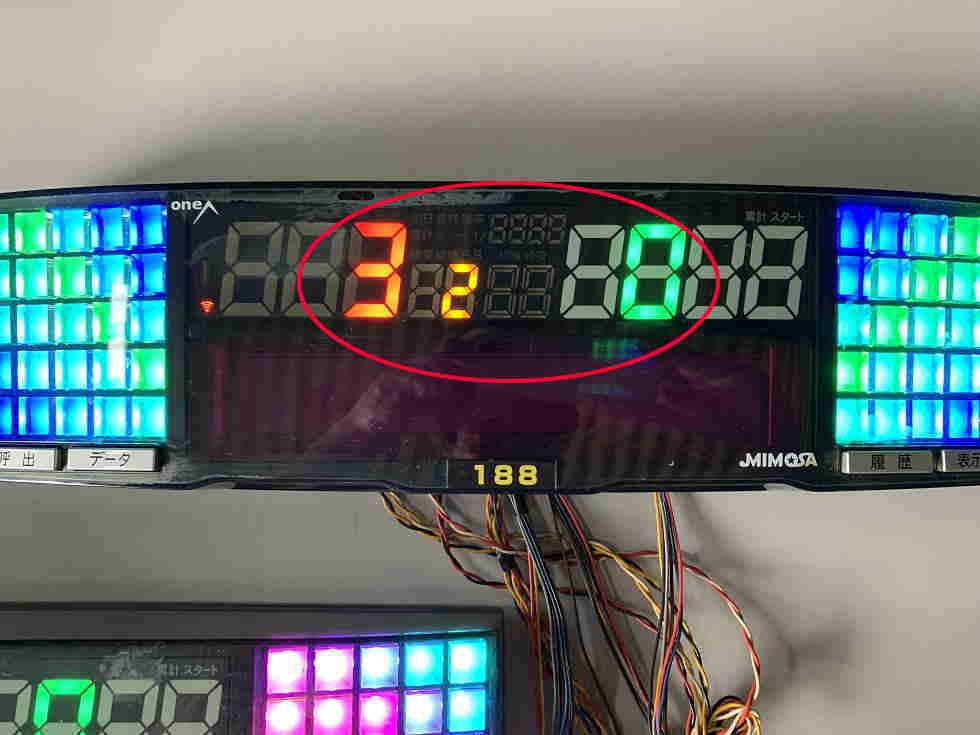 one
累計 スタート
3 2 0
呼出 データ
MIMOSA
履歴 表示
188
累計 スタート